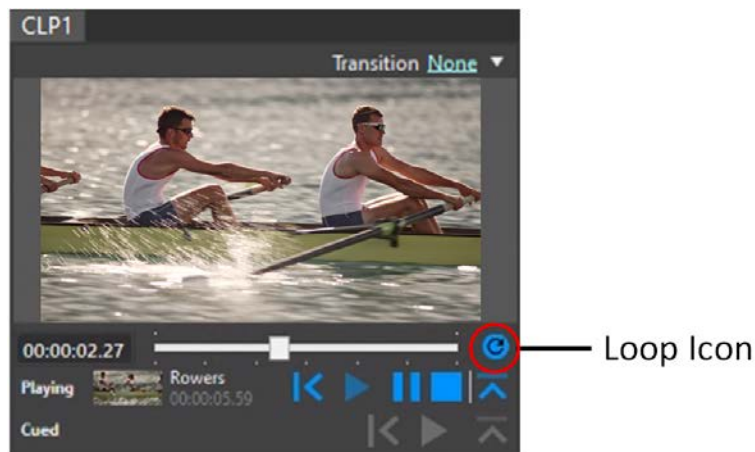 CLP1
Transition None
00:00:02.27
Loop Icon
Playing
Rowers
00:00:05.59
Cued